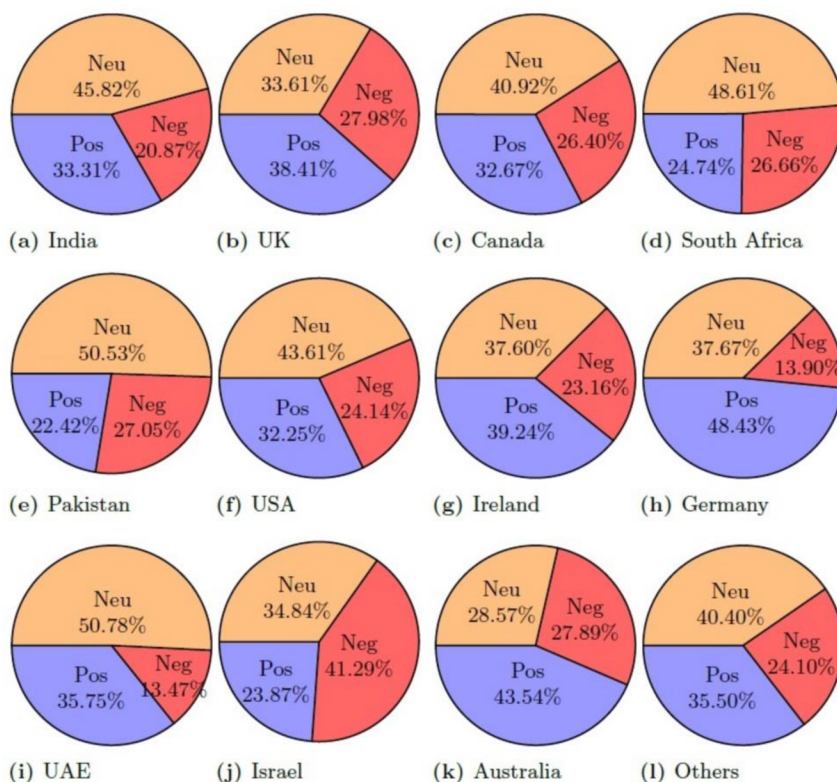 Neu
45.82%
Pos
33.31%
Neg
20.87%
(a) India
Neu
33.61%
Neg
27.98%
Pos
38.41%
(b) UK
Neu
40.92%
Neg
26.40%
Pos
32.67%
(c) Canada
Neu
48.61%
Pos
24.74%
Neg
26.66%
(d) South Africa
Neu
50.53%
Pos
22.42%
Neg
27.05%
(e) Pakistan
Neu
43.61%
Neg
24.14%
Pos
32.25%
(f) USA
Neu
37.60%
Neg
23.16%
Pos
39.24%
(g) Ireland
Neu
37.67%
Neg
13.90%
Pos
48.43%
(h) Germany
Neu
50.78%
Pos
35.75%
Neg
13.47%
(i) UAE
Neu
34.84%
Neg
41.29%
Pos
23.87%
(j) Israel
Neu
28.57%
Neg
27.89%
Pos
43.54%
(k) Australia
Neu
40.40%
Neg
24.10%
Pos
35.50%
(l) Others